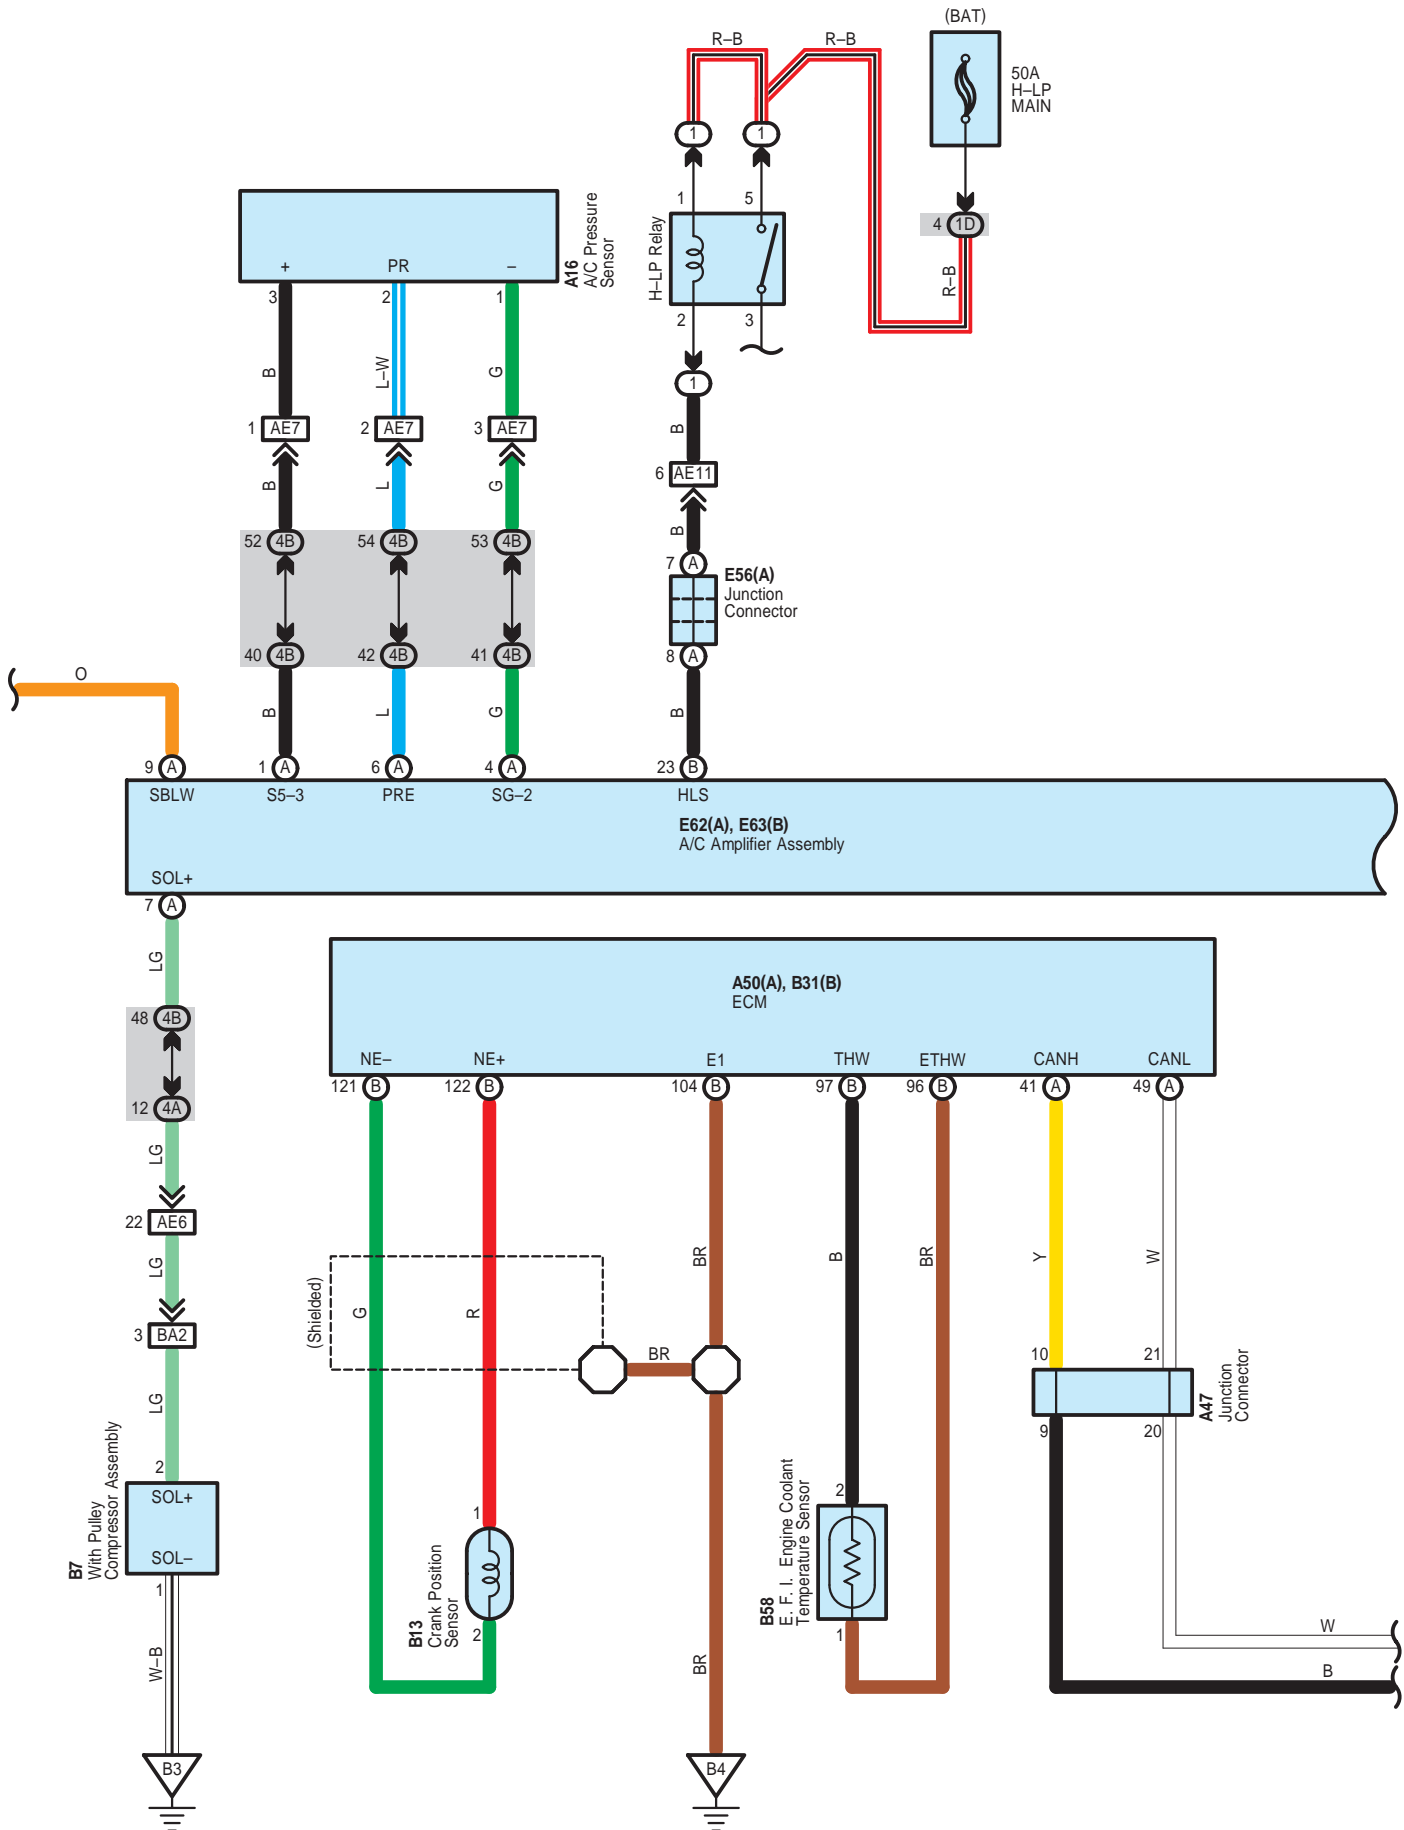 (BAT)
R–B
R–B
50A
H–LP
MAIN
1
1
1
5
4
1D
R–B
H–LP Relay
2
3
+
PR
–
A16
A/C Pressure
Sensor
3
2
1
B
L–W
G
1
AE7
2
AE7
3
AE7
1
B
6
AE11
B
L
G
B
52
4B
54
4B
53
4B
7
A
E56(A)
Junction
Connector
40
4B
42
4B
41
4B
8
A
O
B
L
G
B
9
A
1
A
6
A
4
A
23
B
SBLW
S5–3
PRE
SG–2
HLS
E62(A), E63(B)
A/C Amplifier Assembly
SOL+
7
A
LG
48
4B
12
4A
LG
22
AE6
LG
3
BA2
LG
2
SOL+
SOL–
B7
With Pulley
Compressor Assembly
1
W–B
B3
A50(A), B31(B)
ECM
NE–
NE+
E1
THW
ETHW
CANH
CANL
121
B
122
B
104
B
97
B
96
B
41
A
49
A
(Shielded)
G
R
BR
B
BR
Y
W
BR
10
21
9
20
A47
Junction
Connector
1
2
B13
Crank Position
Sensor
2
1
B58
E. F. I. Engine Coolant
Temperature Sensor
BR
W
B
B4